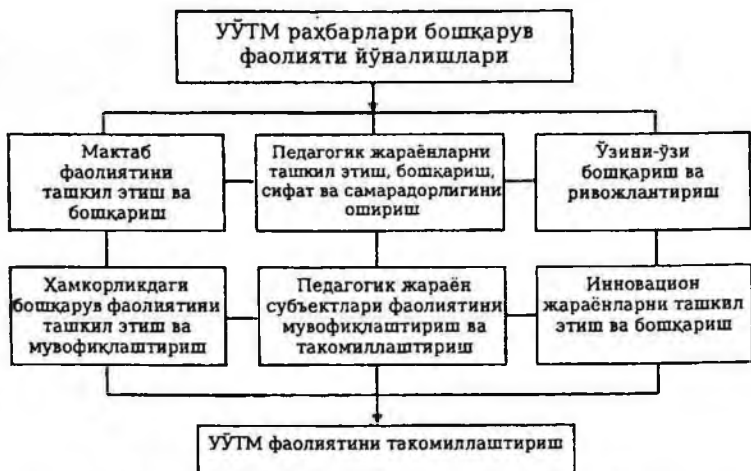 УЎТМ раҳбарлари бошқарув
фаолияти йўналишлари
Мактаб
фаолиятини
ташкил этиш ва
бошқариш
Педагогик жараёнларни
ташкил этиш, бошқариш,
сифат ва самарадорлигини
ошириш
Ўзини-ўзи
бошқариш ва
ривожлантириш
Ҳамкорликдаги
бошқарув фаолиятини
ташкил этиш ва
мувофиқлаштириш
Педагогик жараён
субъектлари фаолиятини
мувофиқлаштириш ва
такомиллаштириш
Инновацион
жараёнларни ташкил
этиш ва бошқариш
УЎТМ фаолиятини такомиллаштириш